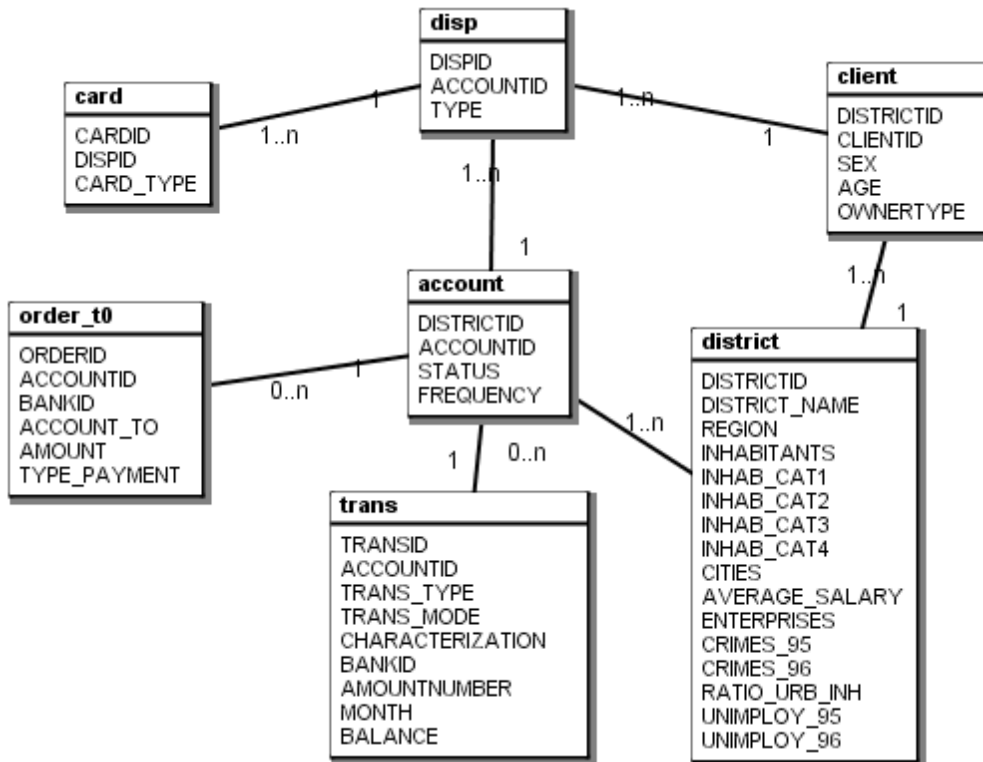 disp
DISPID
ACCOUNTID
TYPE
card
CARDID
DISPID
CARD_TYPE
client
DISTRICTID
CLIENTID
SEX
AGE
OWNERTYPE
1
1..n
1..n
1
1..n
1
1..n
1
account
DISTRICTID
ACCOUNTID
STATUS
FREQUENCY
order_t0
ORDERID
ACCOUNTID
BANKID
ACCOUNT_TO
AMOUNT
TYPE_PAYMENT
1
0..n
1..n
1
0..n
district
DISTRICTID
DISTRICT_NAME
REGION
INHABITANTS
INHAB_CAT1
INHAB_CAT2
INHAB_CAT3
INHAB_CAT4
CITIES
AVERAGE_SALARY
ENTERPRISES
CRIMES_95
CRIMES_96
RATIO_URB_INH
UNIMPLOY_95
UNIMPLOY_96
trans
TRANSID
ACCOUNTID
TRANS_TYPE
TRANS_MODE
CHARACTERIZATION
BANKID
AMOUNTNUMBER
MONTH
BALANCE